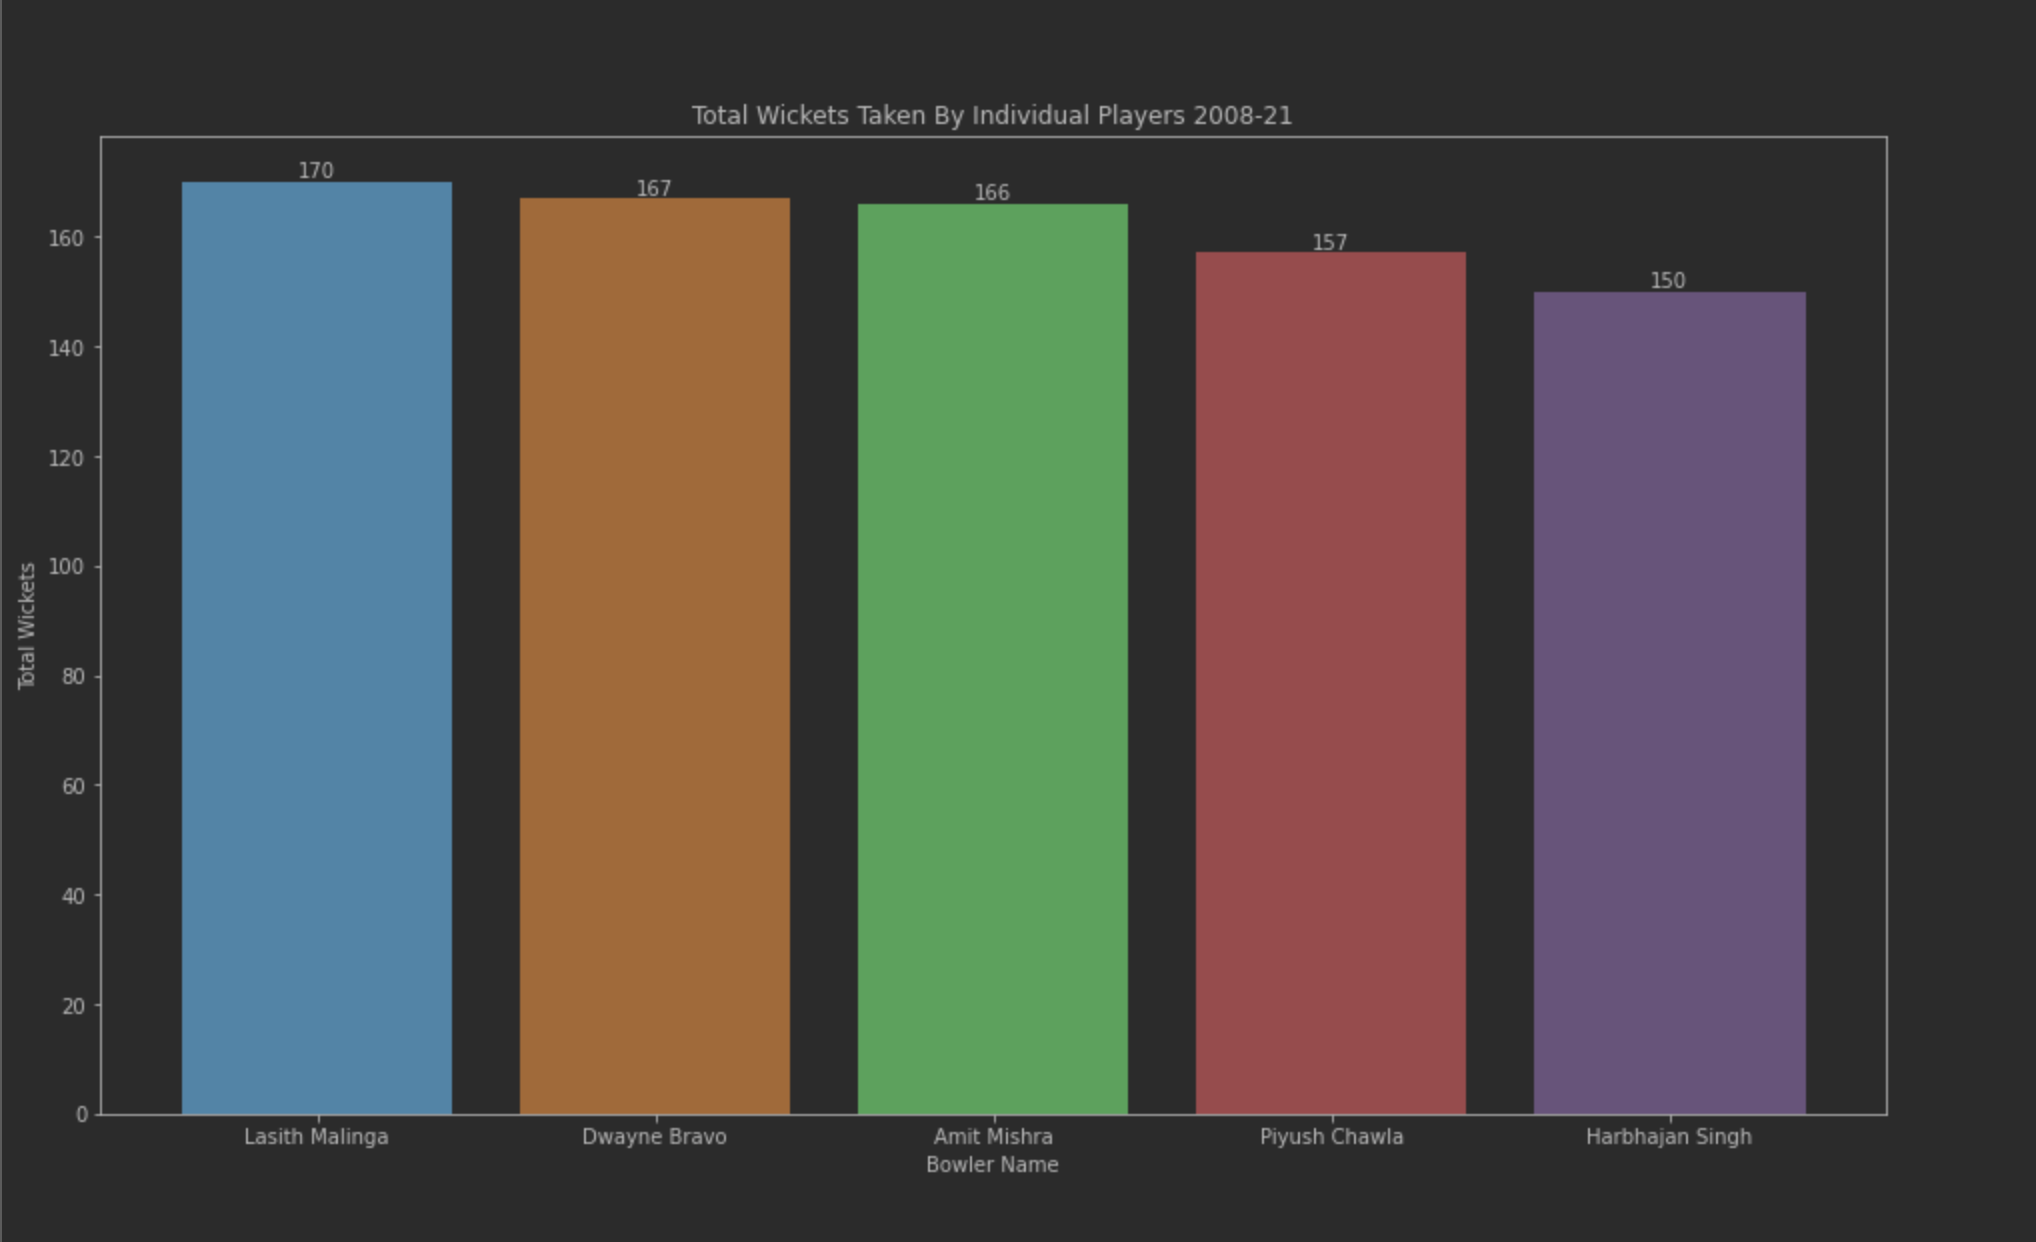 Total Wickets Taken By Individual Players 2008-21
170
167
166
157
150
160
140
120
100
80
60
40
20
0
Total Wickets
Lasith Malinga
Dwayne Bravo
Amit Mishra
Piyush Chawla
Harbhajan Singh
Bowler Name